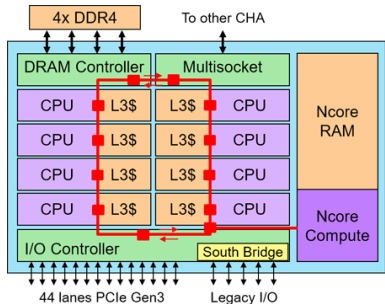 4x DDR4
To other CHA
DRAM Controller
Multisocket
CPU L3$ L3$ CPU
CPU L3$ L3$ CPU
CPU L3$ L3$ CPU
CPU L3$ L3$ CPU
Ncore
RAM
Ncore
Compute
I/O Controller
South Bridge
44 lanes PCIe Gen3
Legacy I/O